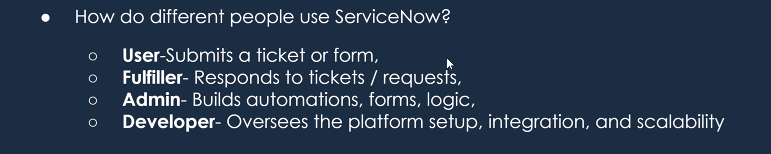 ● How do different people use ServiceNow?
○ User-Submits a ticket or form,
○ Fulfiller- Responds to tickets / requests,
○ Admin- Builds automations, forms, logic,
○ Developer- Oversees the platform setup, integration, and scalability